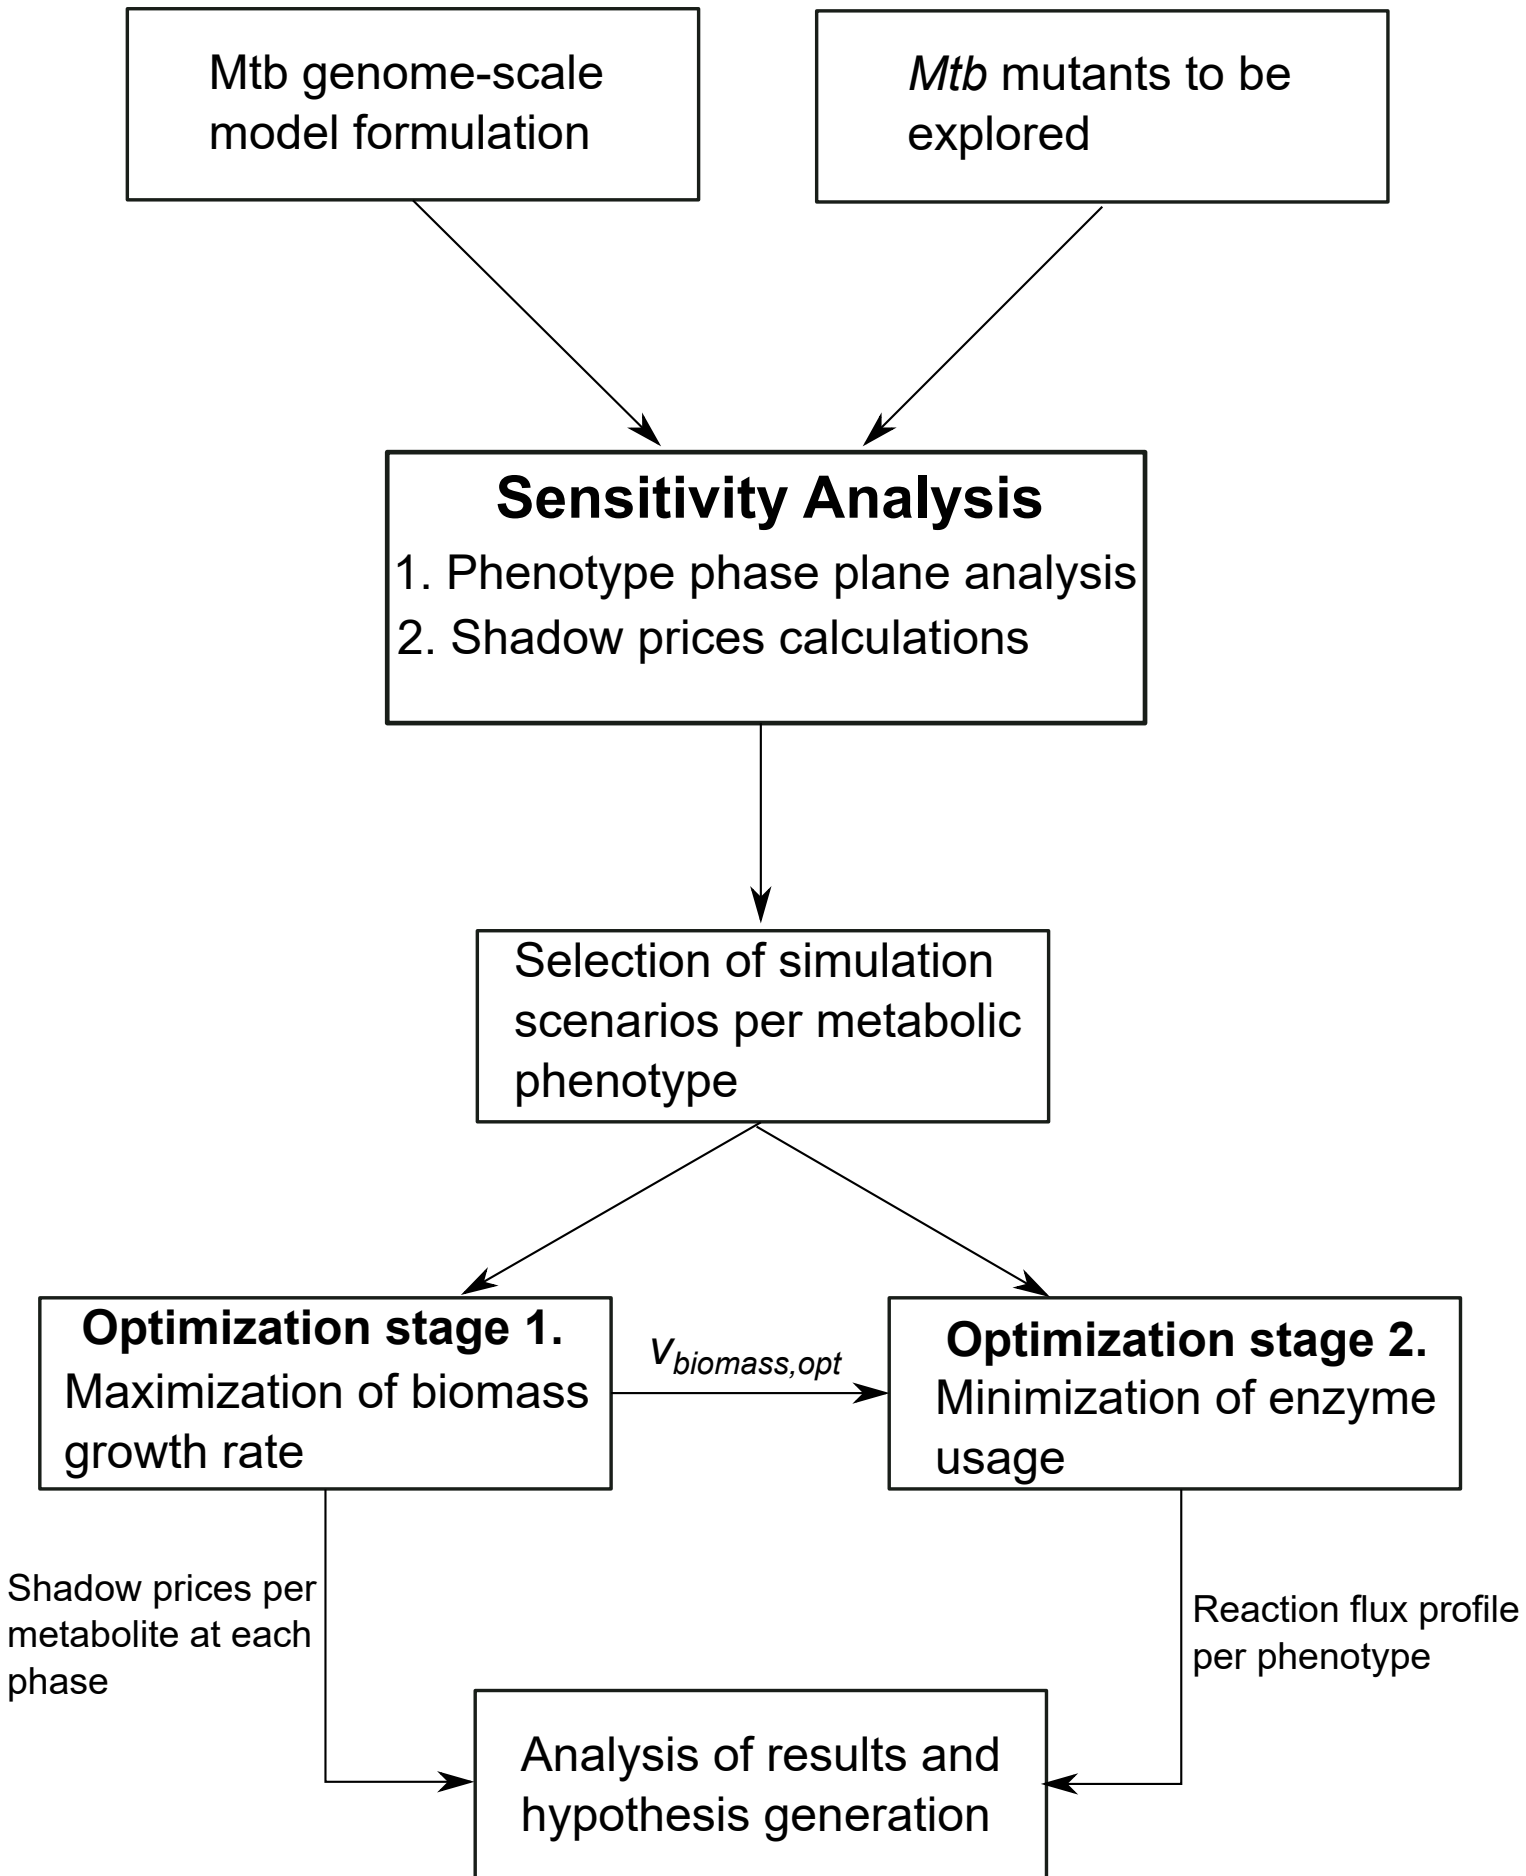 Mtb genome-scale
model formulation
Mtb mutants to be
explored
Sensitivity Analysis
1. Phenotype phase plane analysis
2. Shadow prices calculations
Selection of simulation
scenarios per metabolic
phenotype
Optimization stage 1.
Maximization of biomass
growth rate
v_biomass,opt
Optimization stage 2.
Minimization of enzyme
usage
Shadow prices per
metabolite at each
phase
Reaction flux profile
per phenotype
Analysis of results and
hypothesis generation